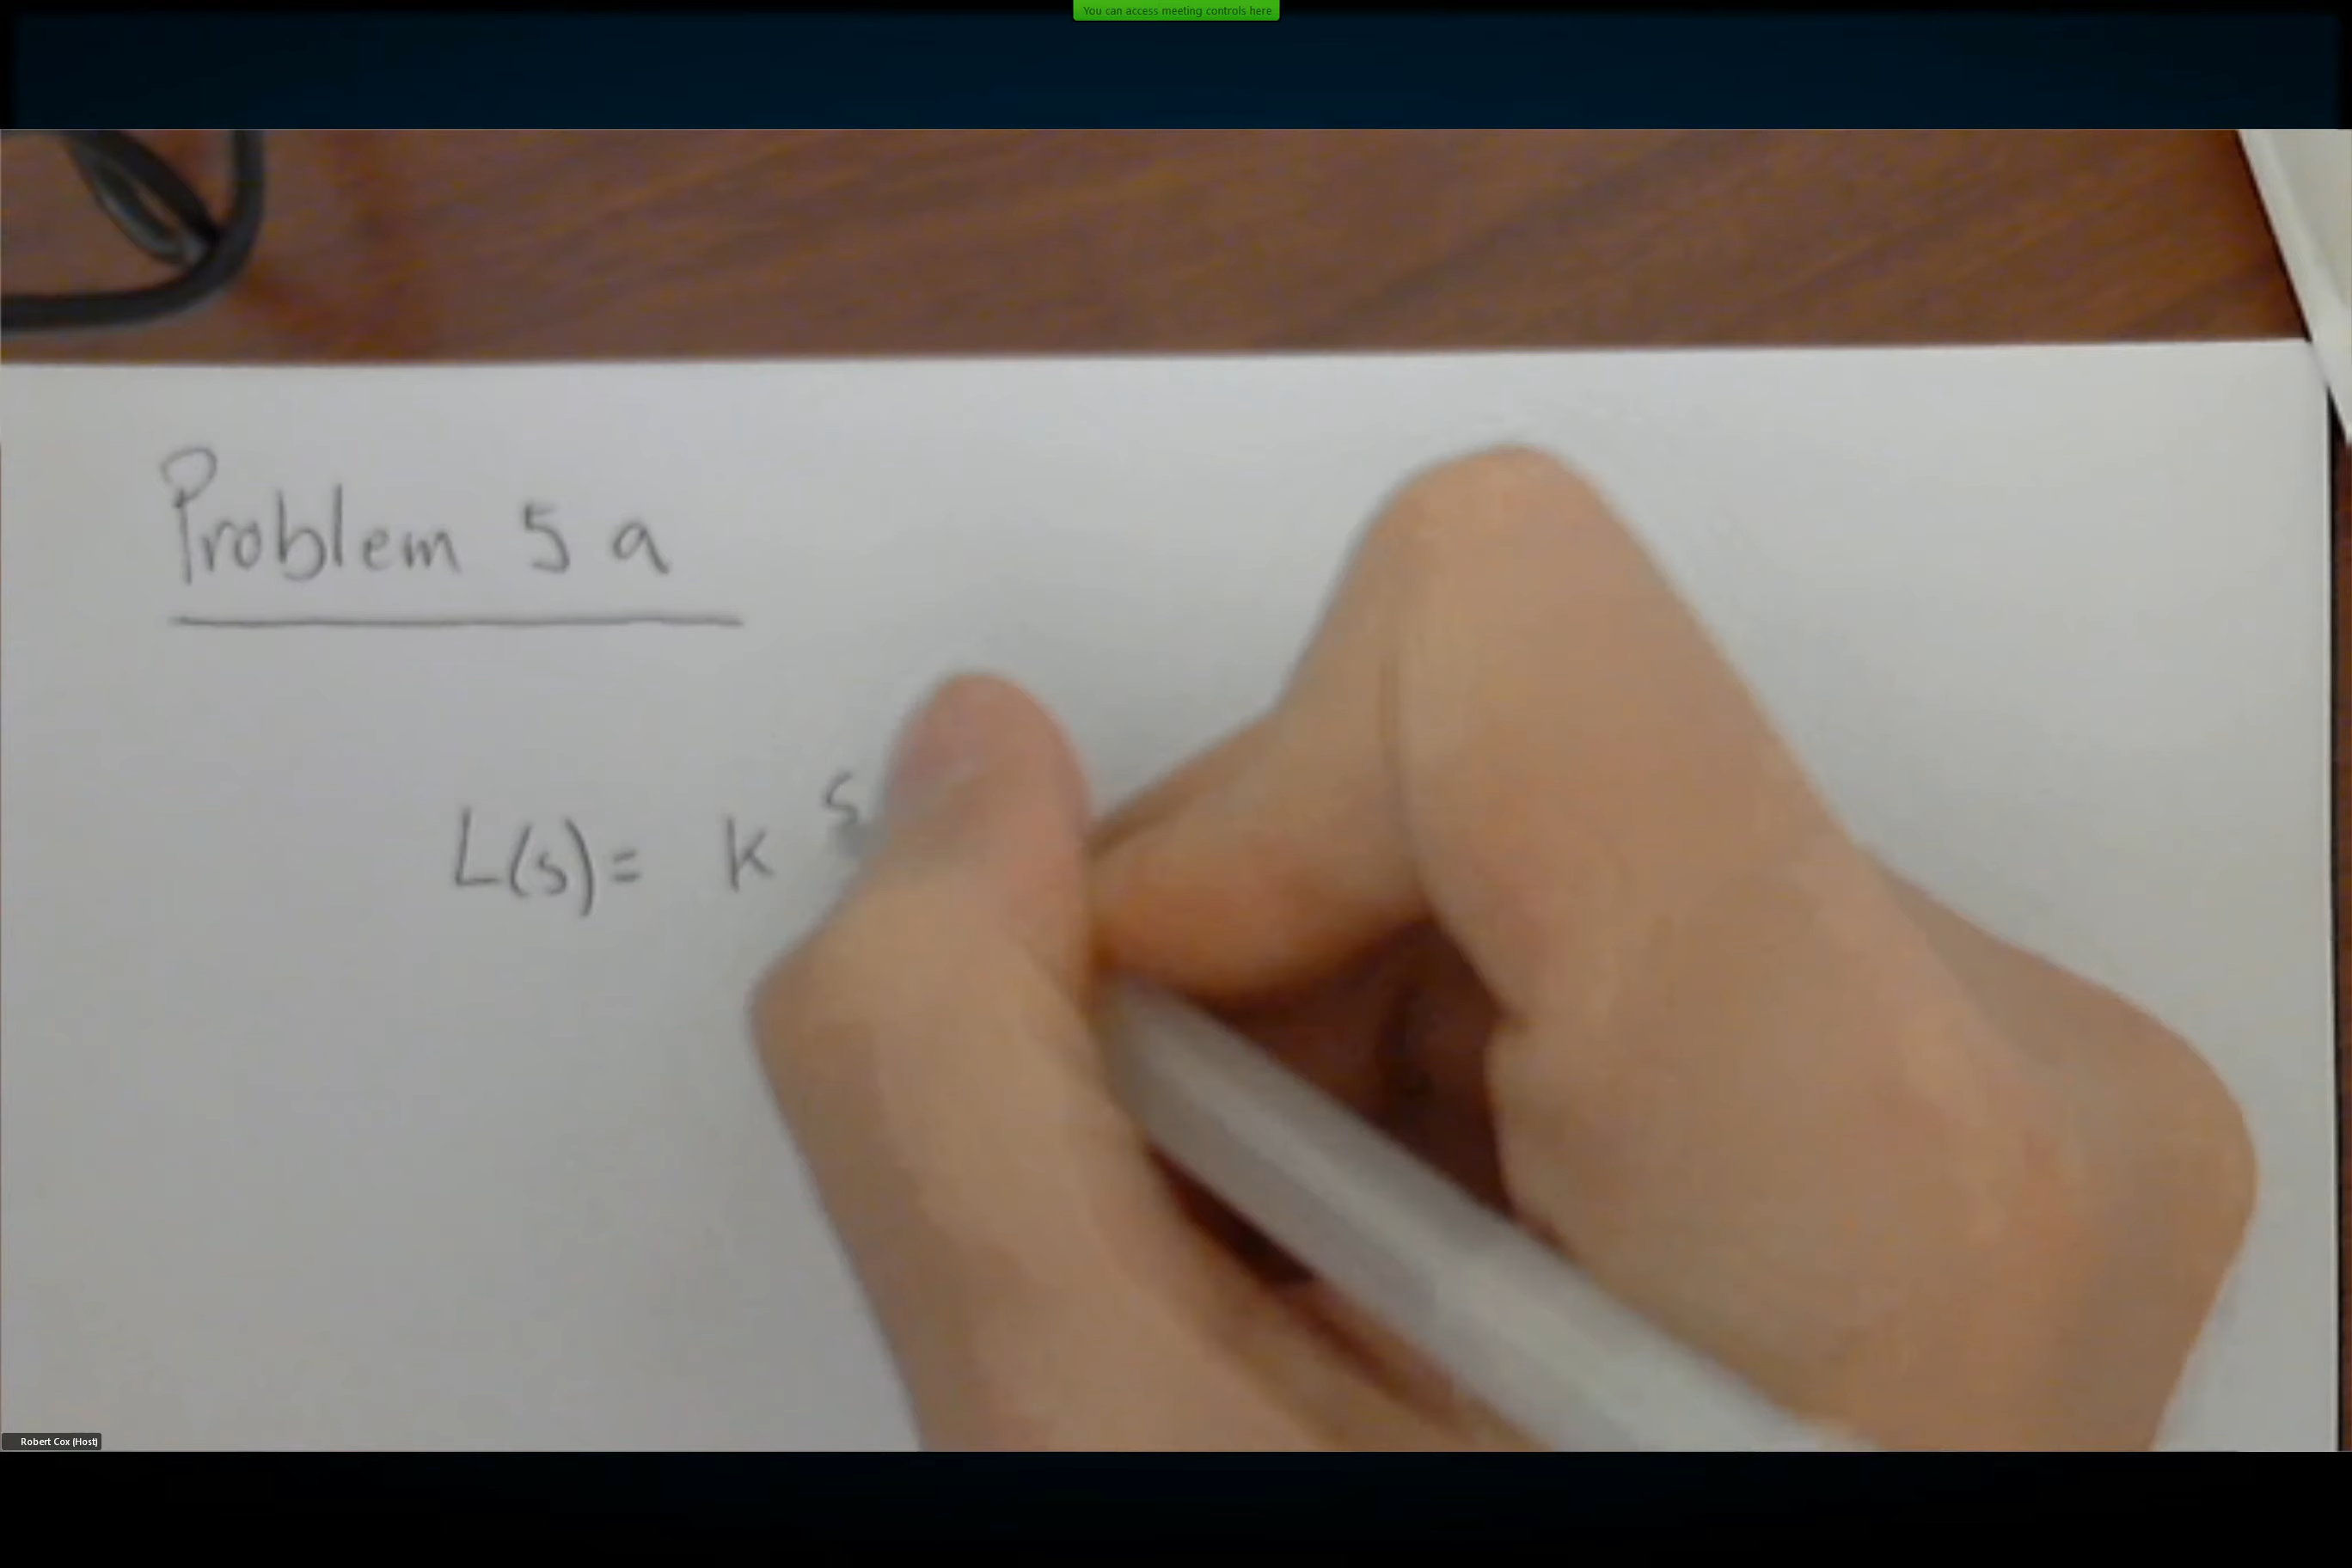 You can access meeting controls here
Problem 5 a
L(s) = k s
Robert Cox (Host)